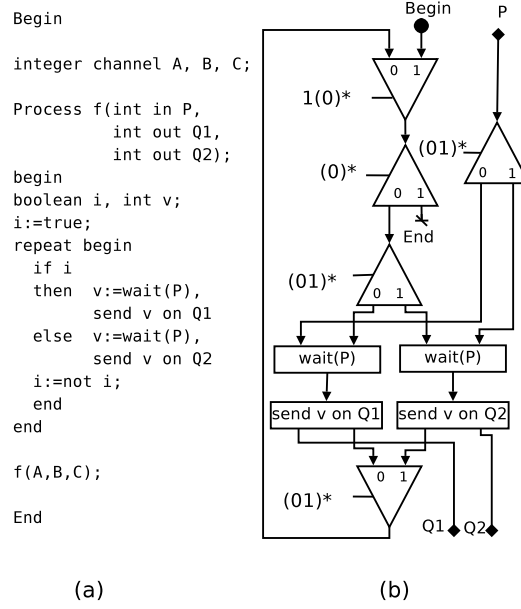 Begin
integer channel A, B, C;
Process f(int in P,
int out Q1,
int out Q2);
begin
boolean i, int v;
i:=true;
repeat begin
if i
then v:=wait(P),
send v on Q1
else v:=wait(P),
send v on Q2
i:=not i;
end
end
f(A,B,C);
End
(a)
Begin
P
0 1
1(0)*
(01)*
0 1
(0)*
0 1
End
(01)*
0 1
wait(P)
wait(P)
send v on Q1
send v on Q2
0 1
(01)*
Q1
Q2
(b)